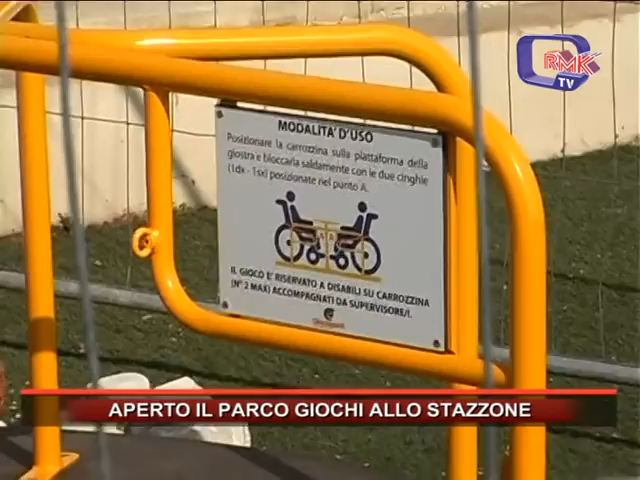 RMK
TV
MODALITA' D'USO
Posizionare la carrozzina sulla piattaforma della
giostra e bloccarla saldamente con le due cinghie
(1dx - 1sx) posizionate nel punto A.
IL GIOCO E' RISERVATO A DISABILI SU CARROZZINA
(N° 2 MAX) ACCOMPAGNATI DA SUPERVISORE/I.
APERTO IL PARCO GIOCHI ALLO STAZZONE